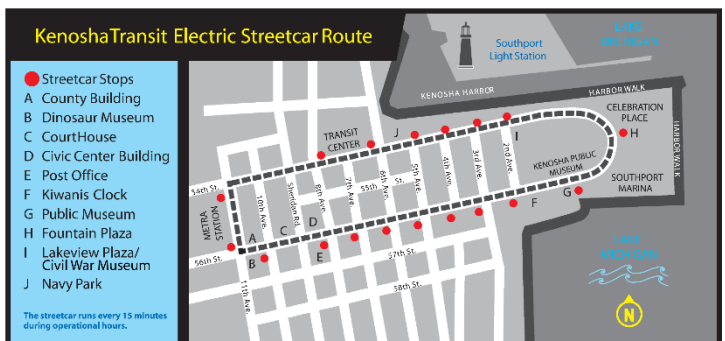 KenoshaTransit Electric Streetcar Route
Streetcar Stops
A County Building
B Dinosaur Museum
C CourtHouse
D Civic Center Building
E Post Office
F Kiwanis Clock
G Public Museum
H Fountain Plaza
I Lakeview Plaza/
Civil War Museum
J Navy Park
The streetcar runs every 15 minutes
during operational hours.
Southport
Light Station
LAKE
MICHIGAN
KENOSHA HARBOR
HARBOR WALK
CELEBRATION
PLACE
H
HARBOR WALK
TRANSIT
CENTER
J
I
KENOSHA PUBLIC
MUSEUM
SOUTHPORT
MARINA
G
F
54th St.
55th St.
METRA
STATION
10th Ave.
Sheridan Rd.
8th Ave.
7th Ave.
6th Ave.
5th Ave.
4th Ave.
3rd Ave.
2nd Ave.
A
C
D
B
E
56th St.
57th St.
58th St.
11th Ave.
LAKE
MICHIGAN
N